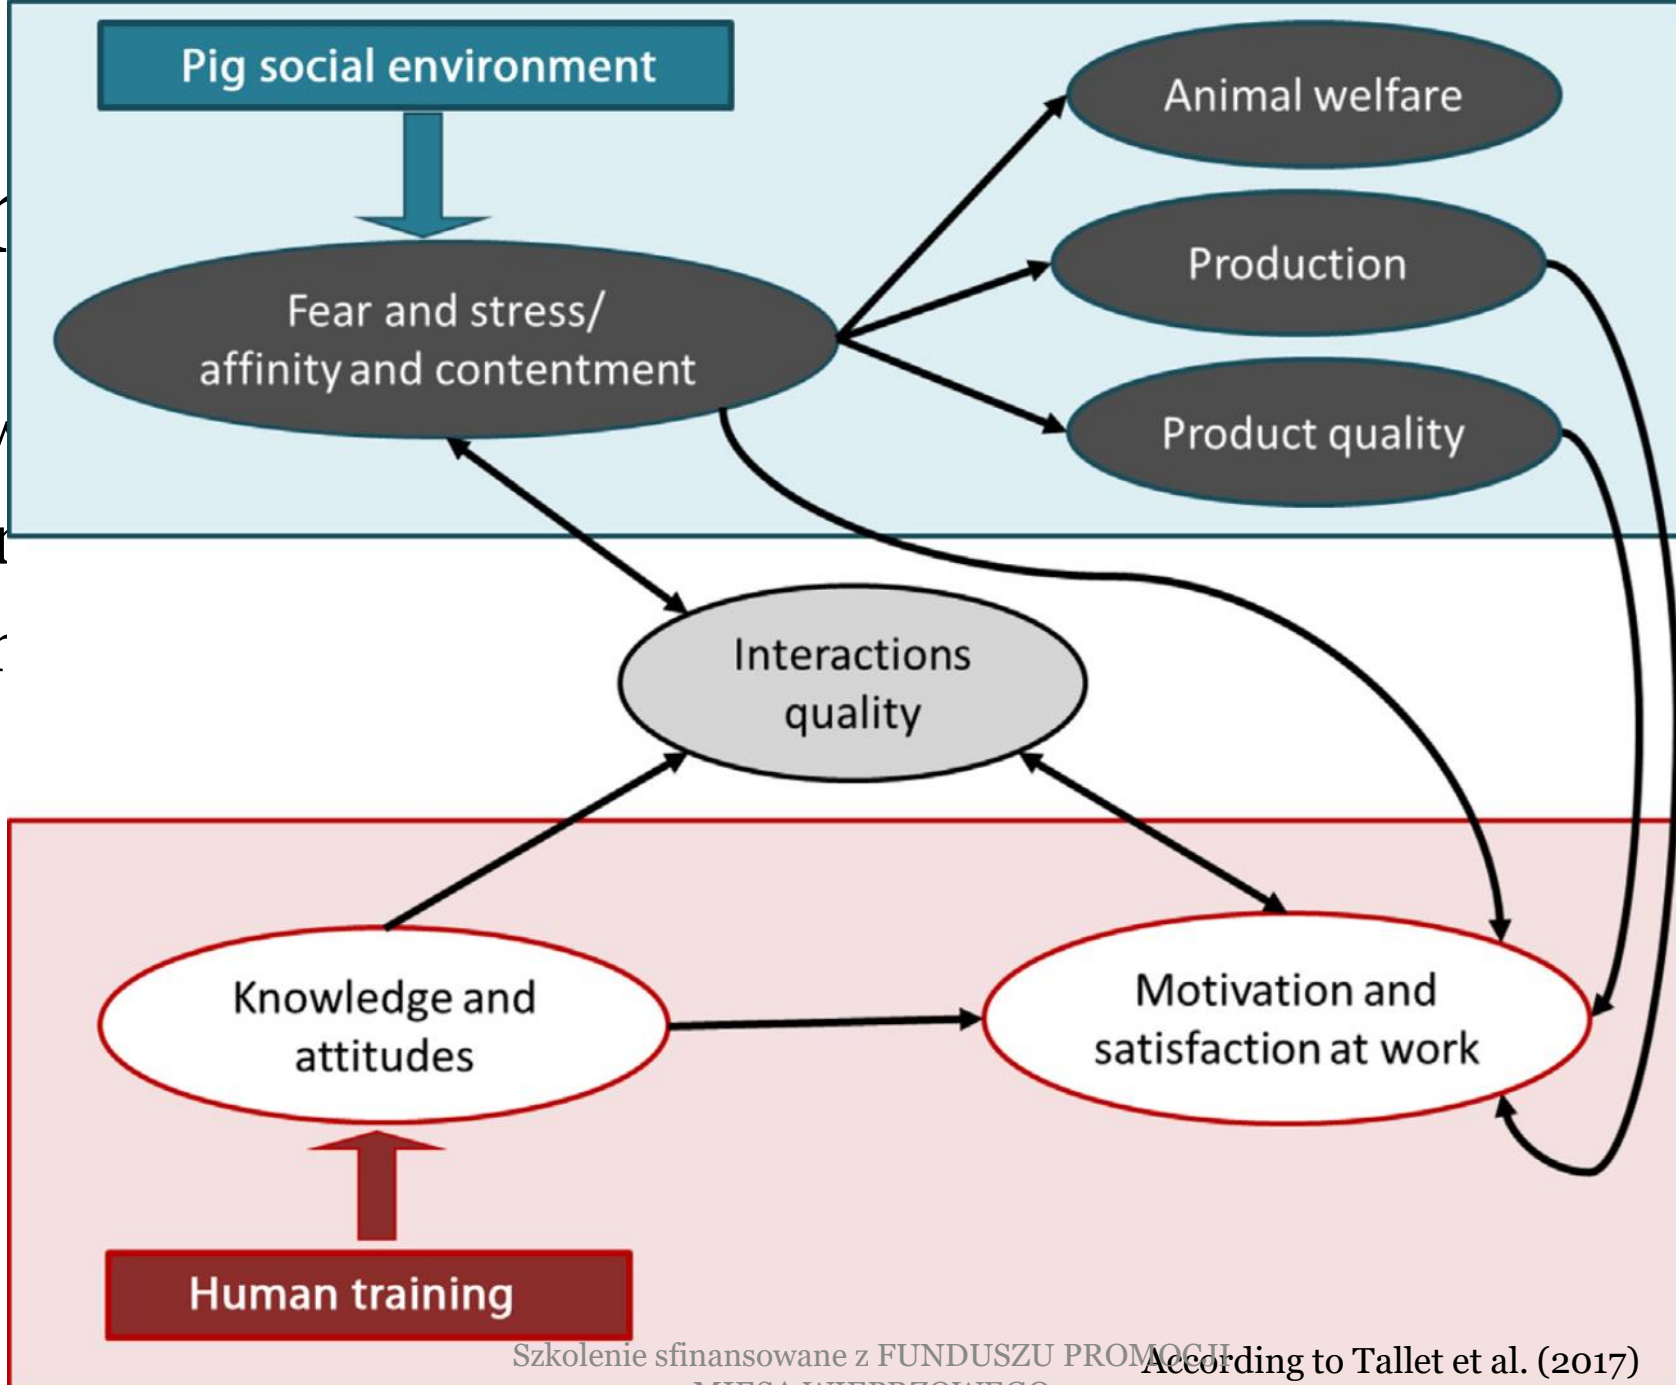 Pig social environment
Animal welfare
Production
Fear and stress/
affinity and contentment
Product quality
Interactions
quality
Knowledge and
attitudes
Motivation and
satisfaction at work
Human training
Szkolenie sfinansowane z FUNDUSZU PROMOCJI
According to Tallet et al. (2017)